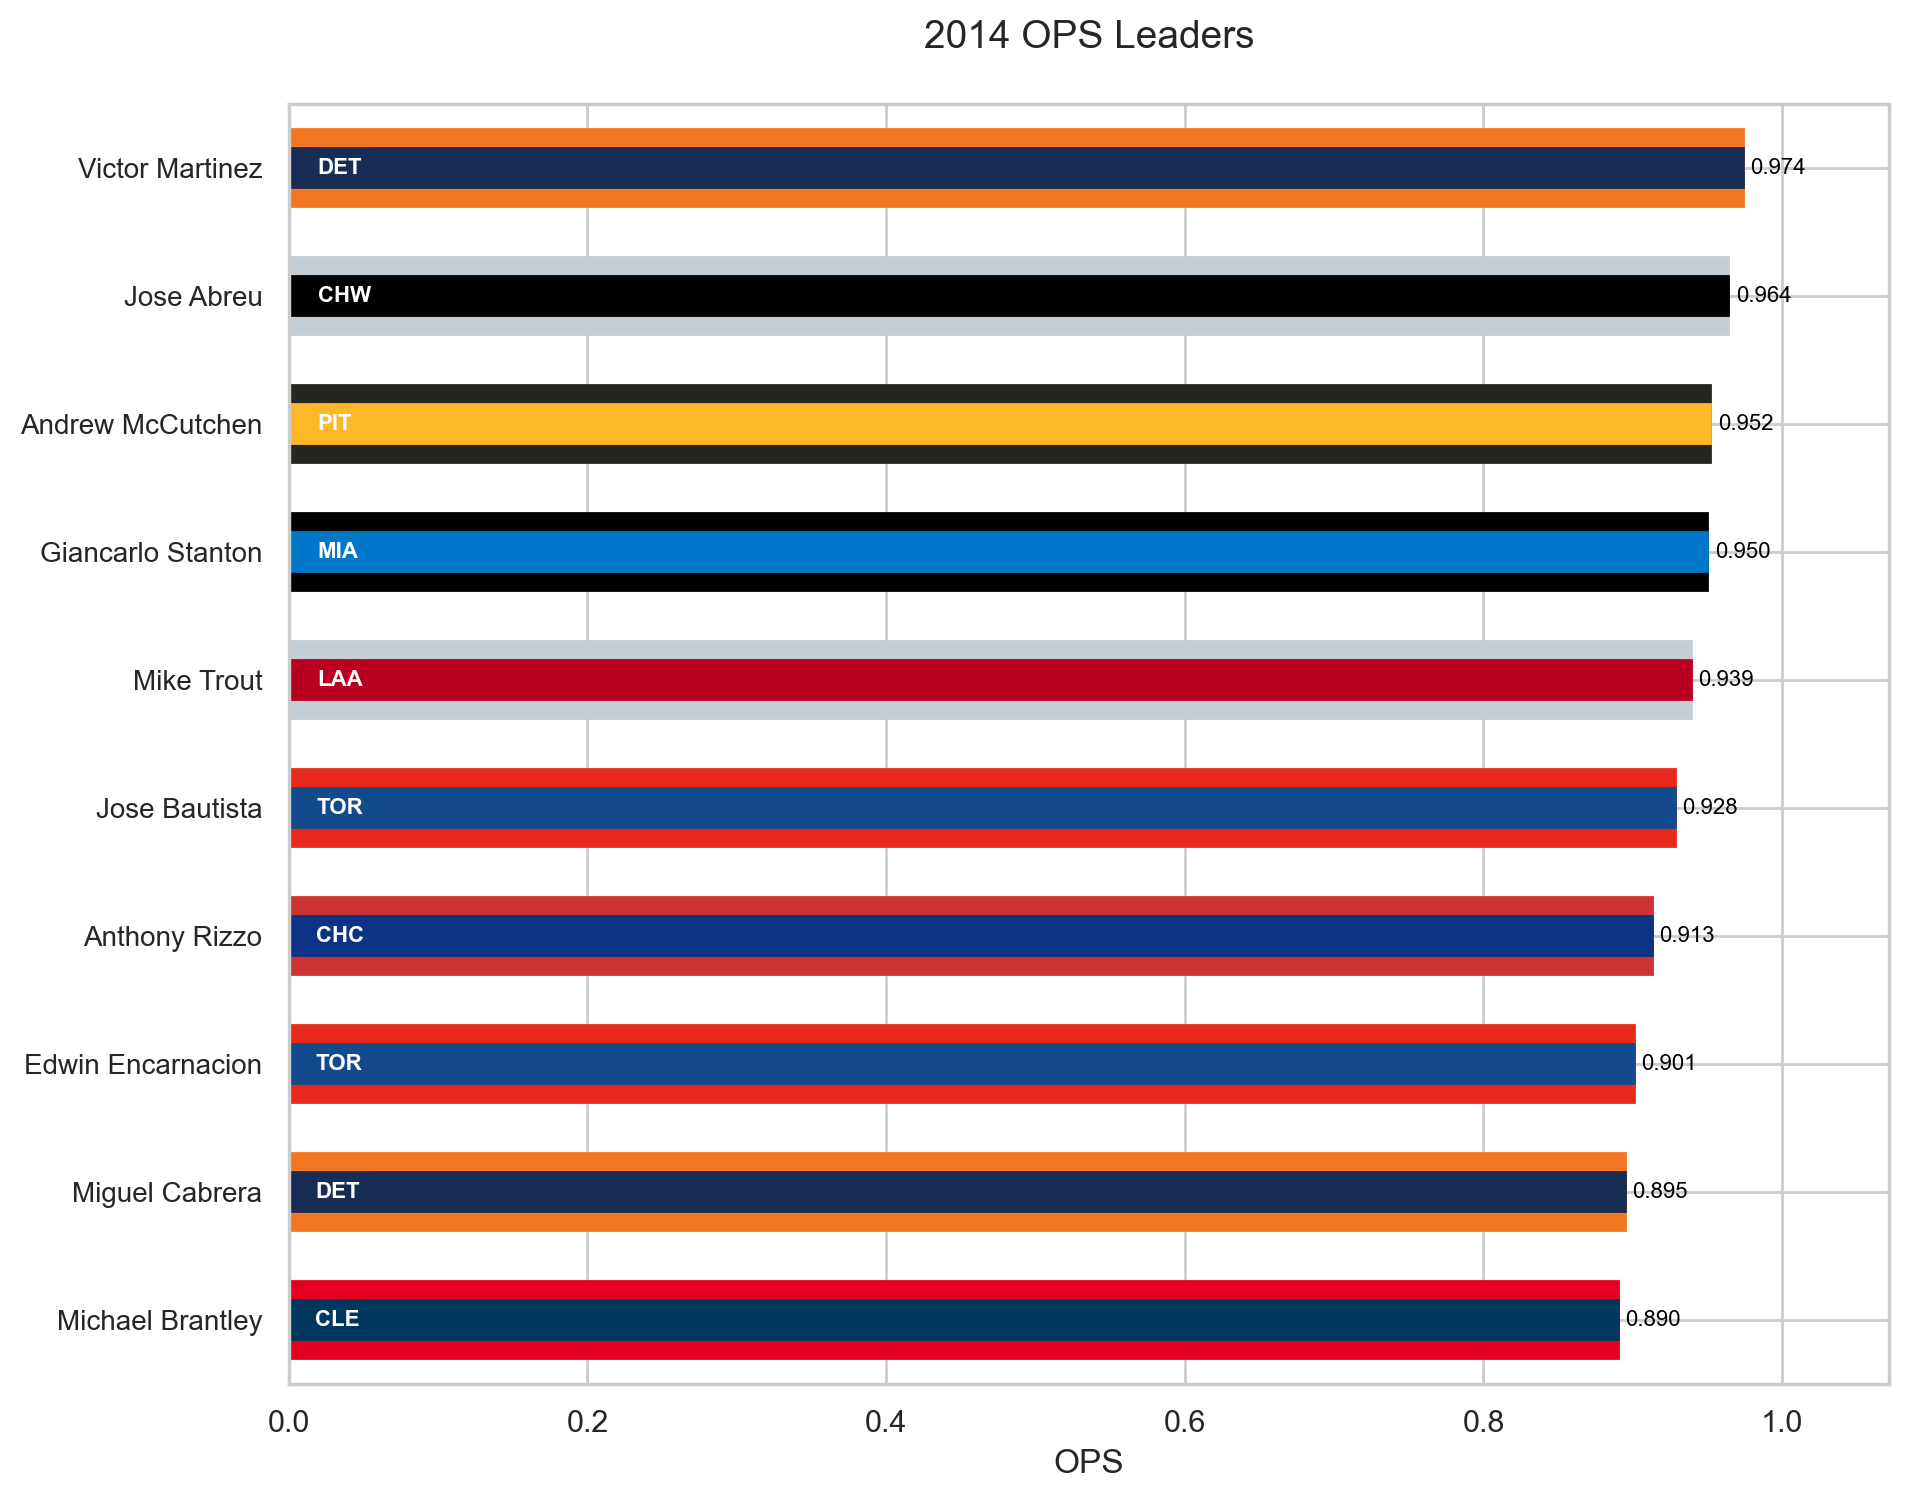 2014 OPS Leaders
Victor Martinez DET 0.974
Jose Abreu CHW 0.964
Andrew McCutchen PIT 0.952
Giancarlo Stanton MIA 0.950
Mike Trout LAA 0.939
Jose Bautista TOR 0.928
Anthony Rizzo CHC 0.913
Edwin Encarnacion TOR 0.901
Miguel Cabrera DET 0.895
Michael Brantley CLE 0.890
0.0 0.2 0.4 0.6 0.8 1.0
OPS